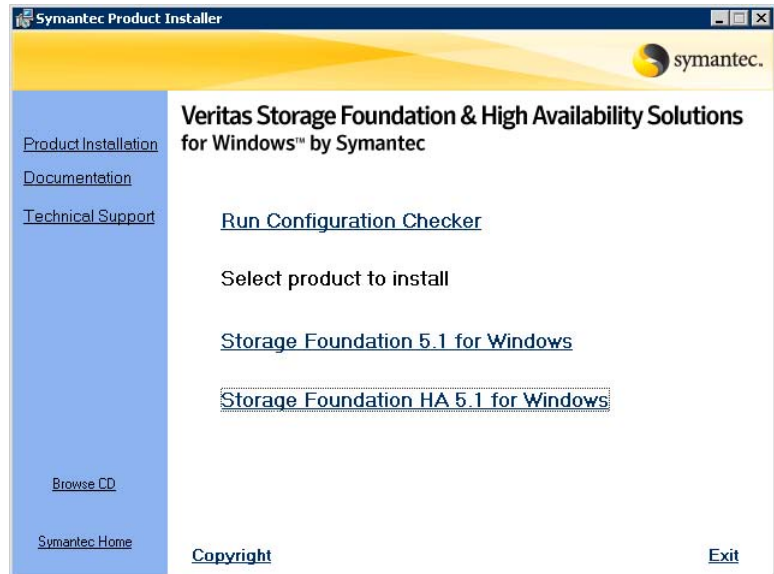 Symantec Product Installer
symantec.
Veritas Storage Foundation & High Availability Solutions
for Windows™ by Symantec
Product Installation
Documentation
Technical Support
Run Configuration Checker
Select product to install
Storage Foundation 5.1 for Windows
Storage Foundation HA 5.1 for Windows
Browse CD
Symantec Home
Copyright
Exit